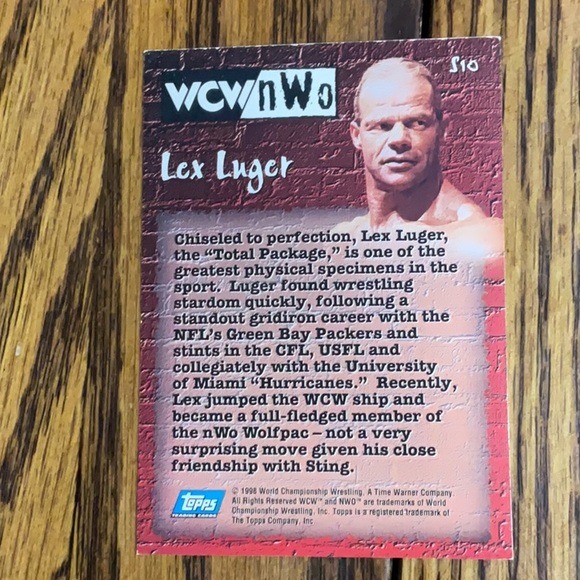 S10
WCW/nWo
Lex Luger
Chiseled to perfection, Lex Luger,
the “Total Package,” is one of the
greatest physical specimens in the
sport. Luger found wrestling
stardom quickly, following a
standout gridiron career with the
NFL’s Green Bay Packers and
stints in the CFL, USFL and
collegiately with the University
of Miami “Hurricanes.” Recently,
Lex jumped the WCW ship and
became a full-fledged member of
the nWo Wolfpac – not a very
surprising move given his close
friendship with Sting.
topps
TRADING CARDS
© 1998 World Championship Wrestling, A Time Warner Company.
All Rights Reserved WCW™ and NWO™ are trademarks of World
Championship Wrestling, Inc. Topps is a registered trademark of
The Topps Company, Inc